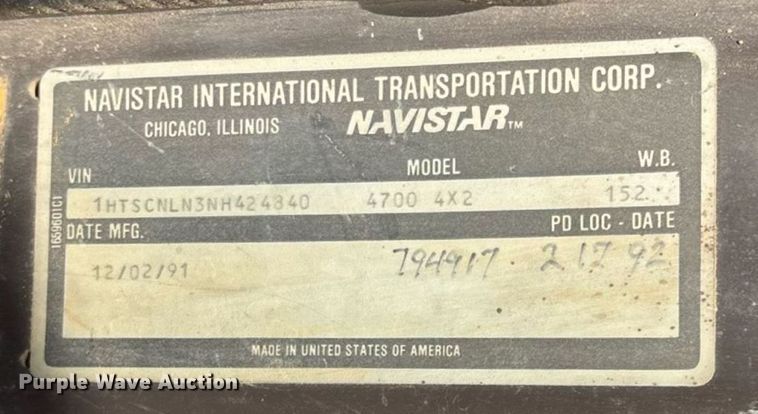 NAVISTAR INTERNATIONAL TRANSPORTATION CORP.
CHICAGO, ILLINOIS NAVISTAR™
VIN MODEL W.B.
1HTSCNLN3NH424840 4700 4X2 152
DATE MFG. PD LOC - DATE
12/02/91 794917 2 17 92
MADE IN UNITED STATES OF AMERICA
1659601C1
Purple Wave Auction